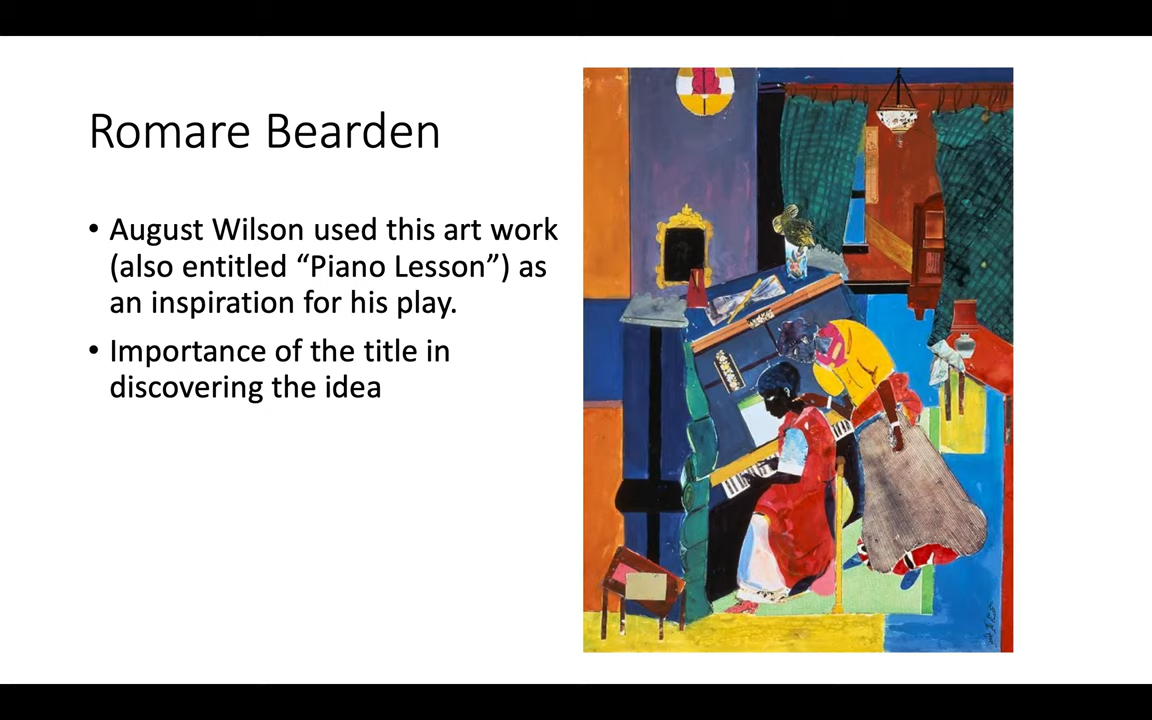 Romare Bearden
• August Wilson used this art work
(also entitled “Piano Lesson”) as
an inspiration for his play.
• Importance of the title in
discovering the idea